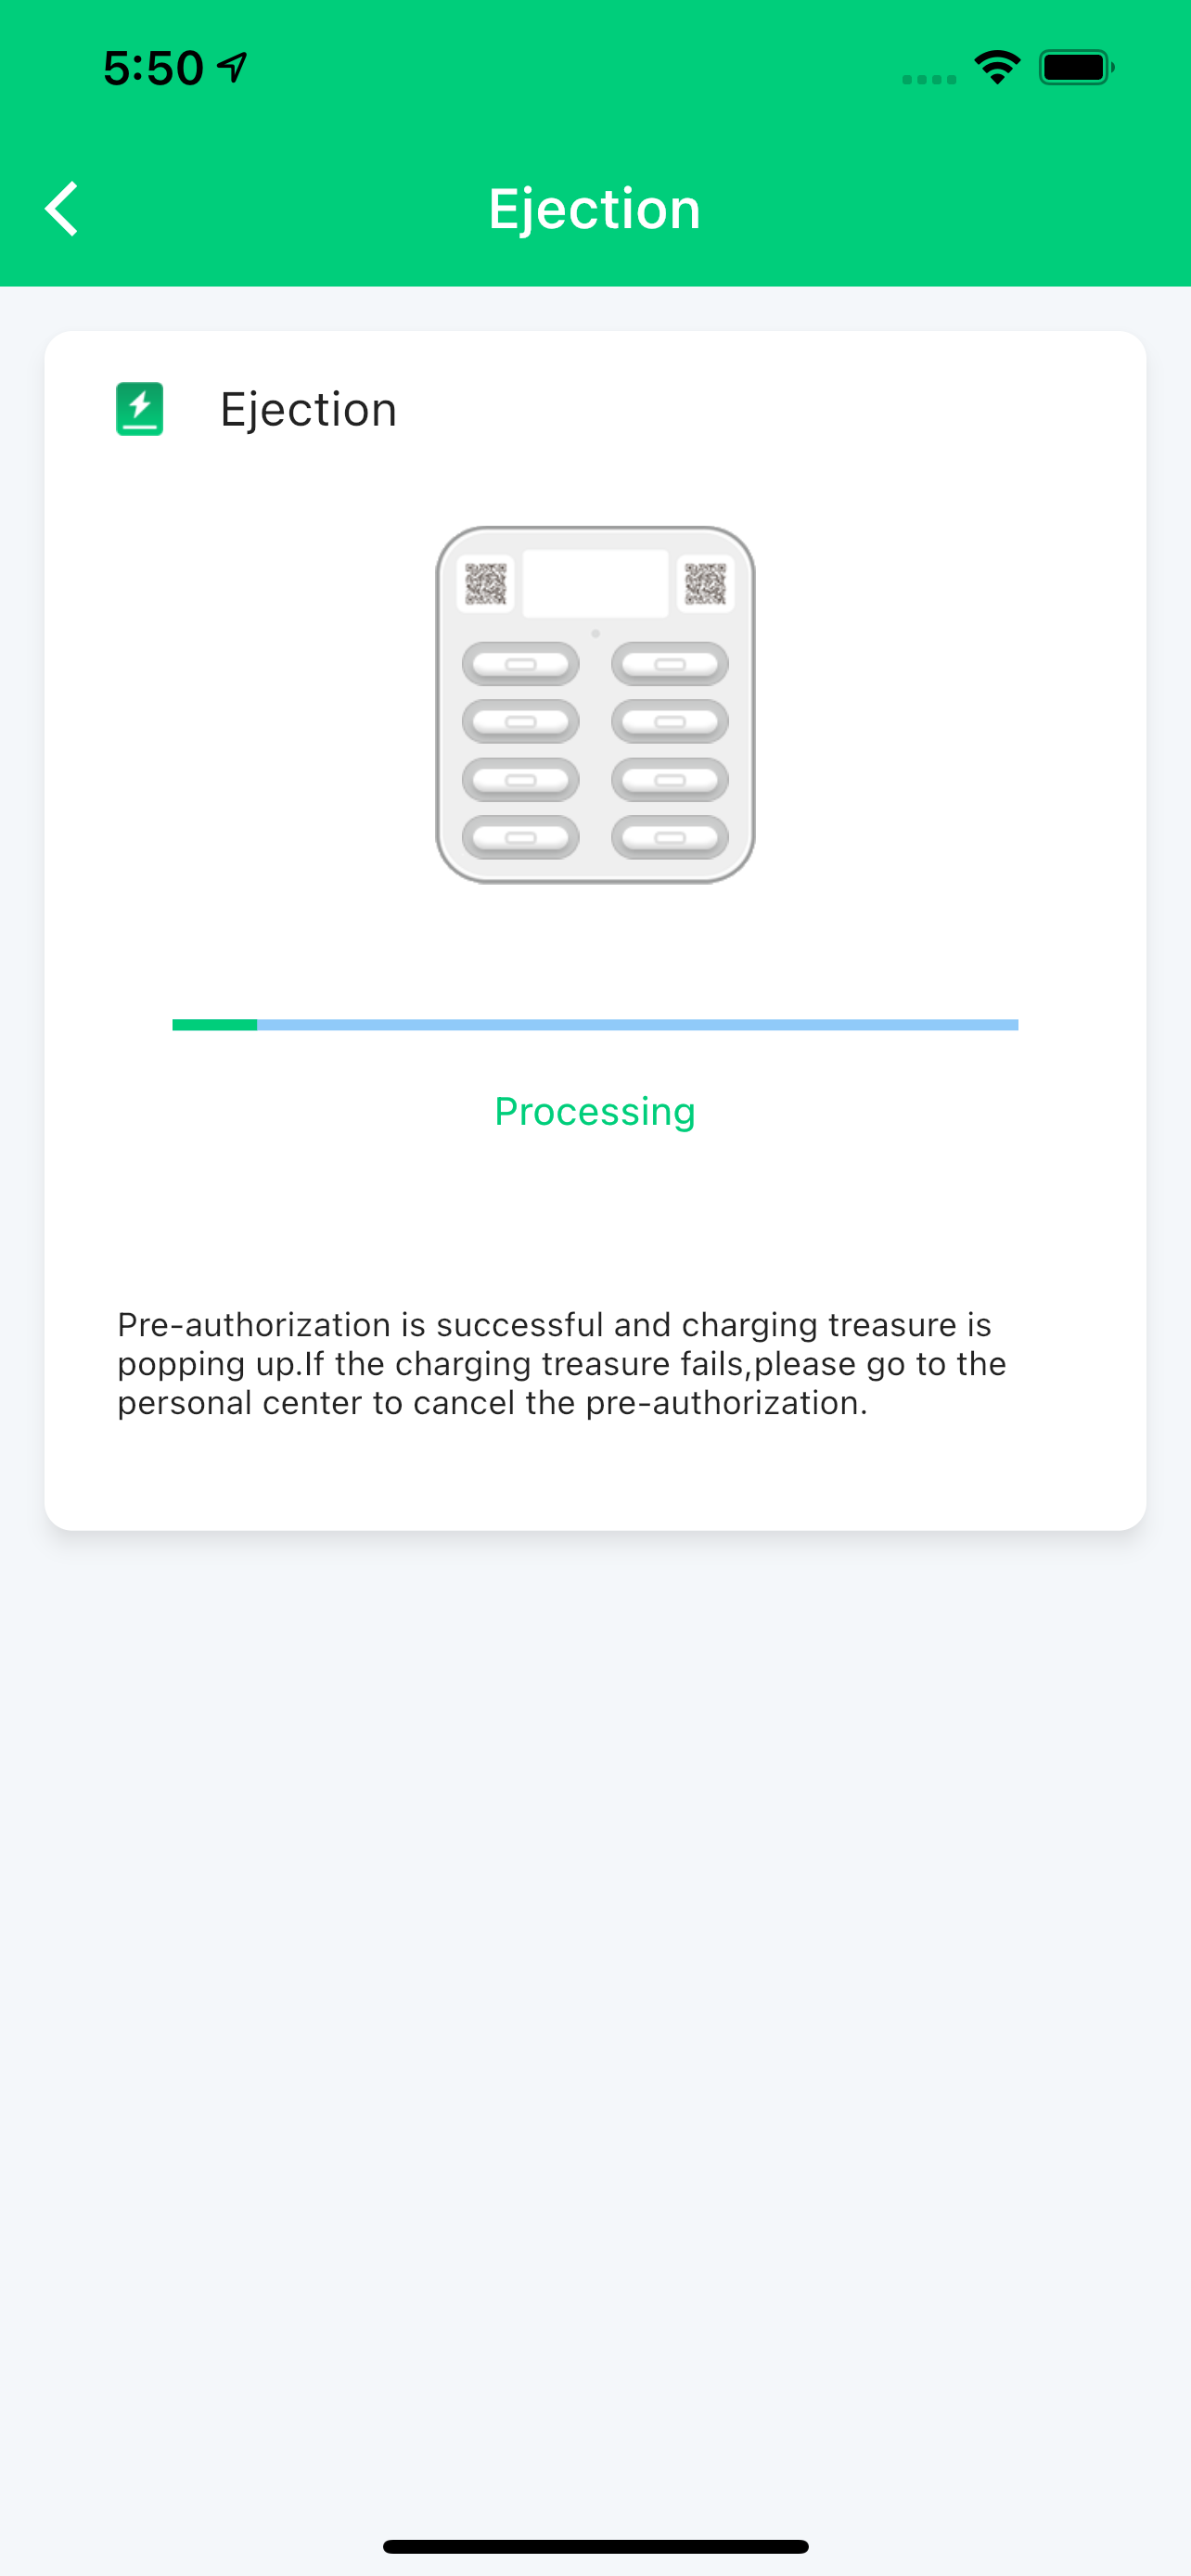 5:50
Ejection
Ejection
Processing
Pre-authorization is successful and charging treasure is
popping up.If the charging treasure fails,please go to the
personal center to cancel the pre-authorization.